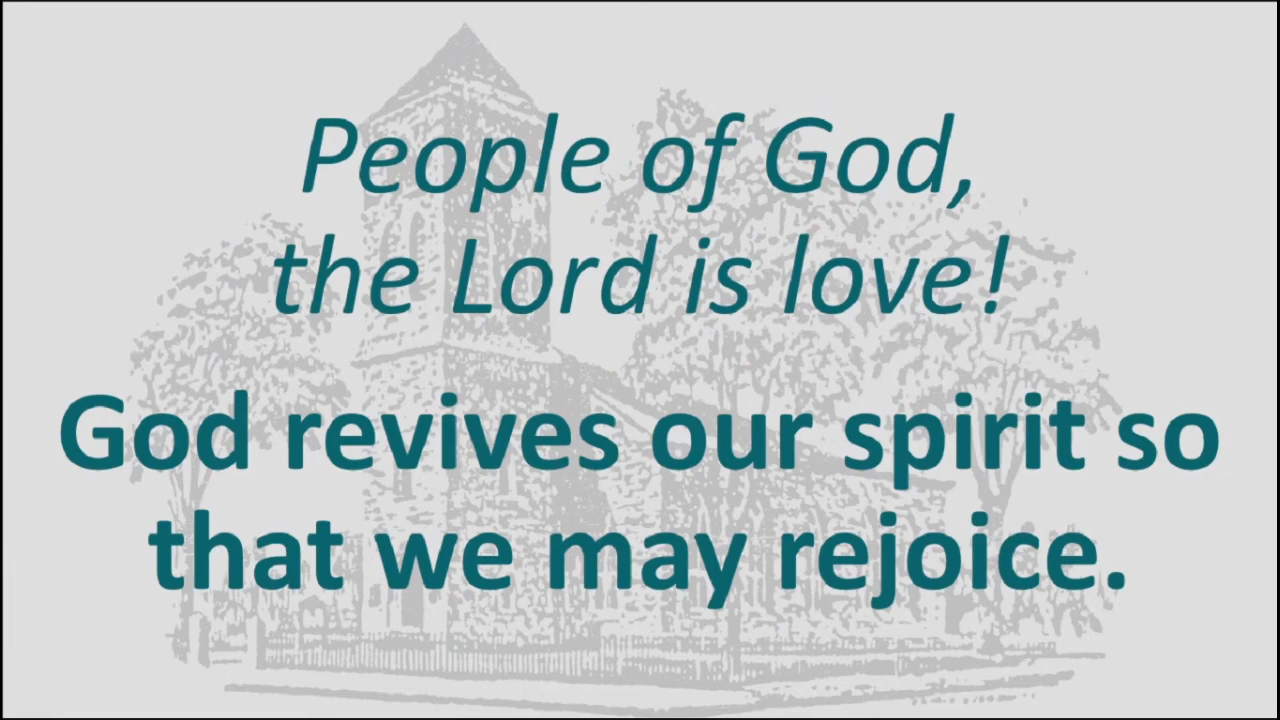 People of God,
the Lord is love!
God revives our spirit so
that we may rejoice.